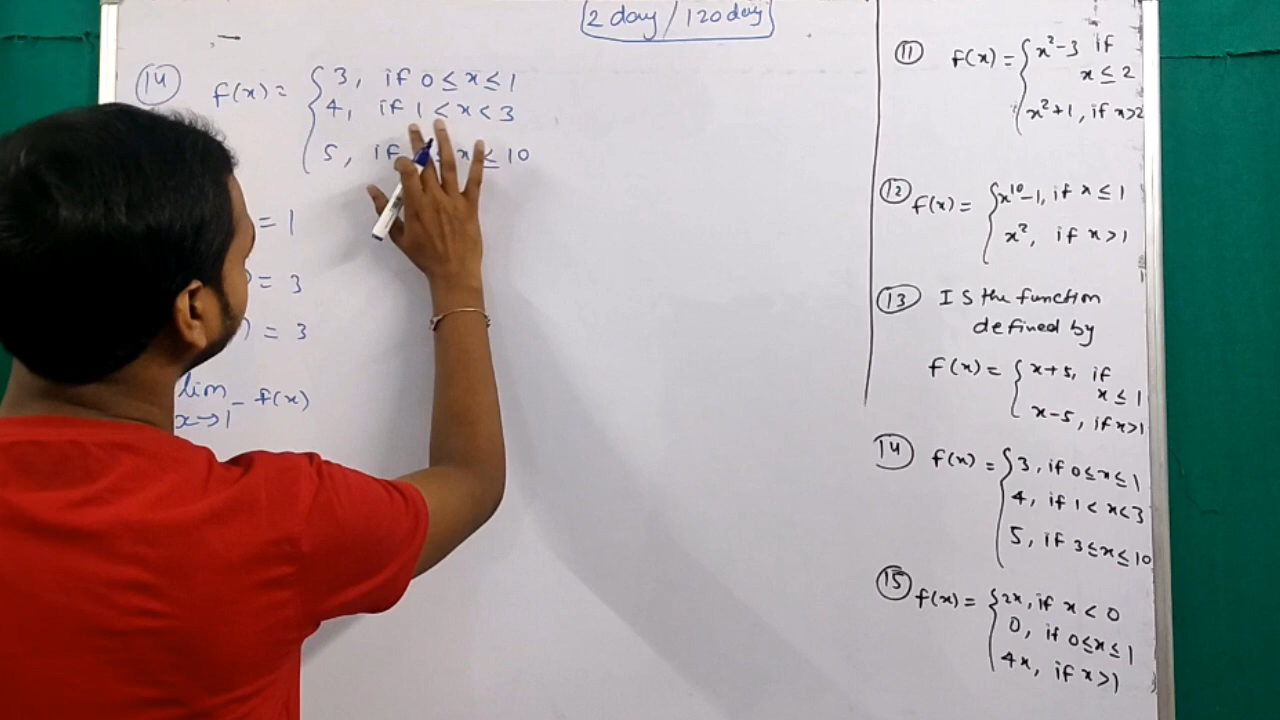 2 day / 120 day
14 f(x) = { 3, if 0 ≤ x ≤ 1
4, if 1 < x < 3
5, if x ≤ 10
= 1
= 3
) = 3
lim f(x)
x→1⁻
11 f(x) = { x²-3 if
x ≤ 2
x²+1, if x>2
12 f(x) = { x¹⁰-1, if x ≤ 1
x², if x>1
13 IS the function
defined by
f(x) = { x+5, if
x ≤ 1
x-5, if x>1
14 f(x) = { 3, if 0≤x≤1
4, if 1<x<3
5, if 3≤x≤10
15 f(x) = { 2x, if x < 0
0, if 0≤x≤1
4x, if x>1